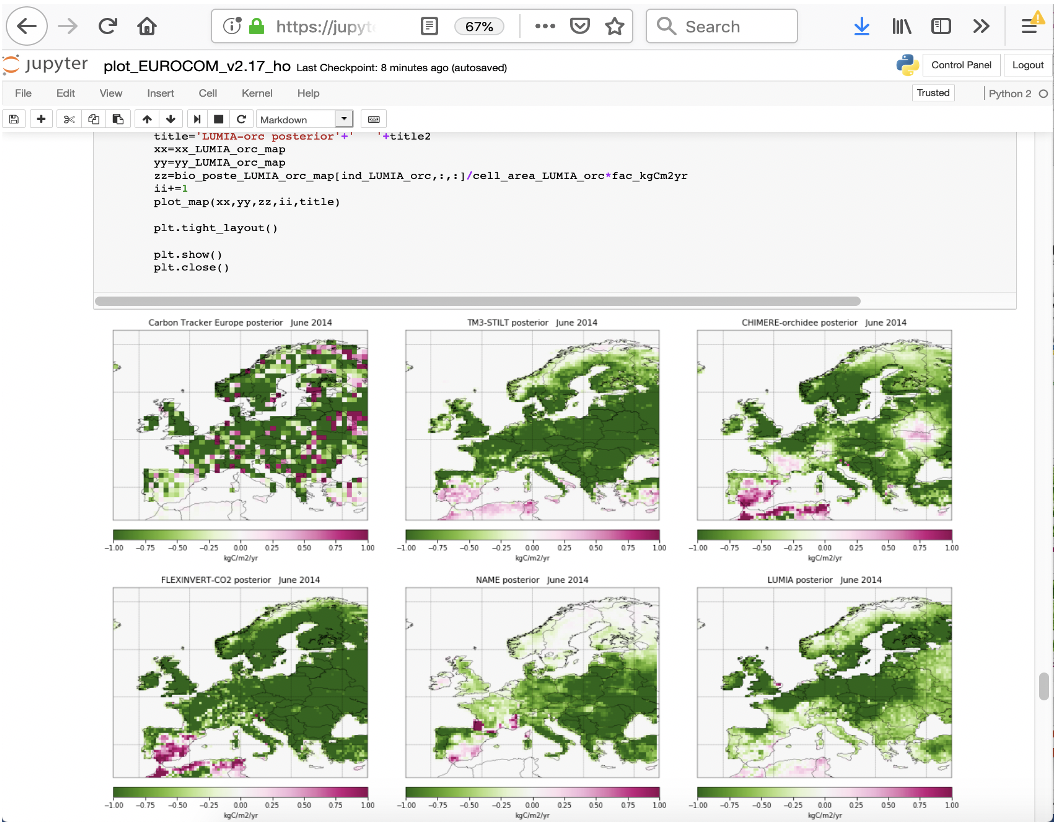 https://jupyt
67%
Search
jupyter
plot_EUROCOM_v2.17_ho Last Checkpoint: 8 minutes ago (autosaved)
Control Panel
Logout
File Edit View Insert Cell Kernel Help
Trusted
Python 2
Markdown
title='LUMIA-orc posterior'+' '+title2
xx=xx_LUMIA_orc_map
yy=yy_LUMIA_orc_map
zz=bio_poste_LUMIA_orc_map[ind_LUMIA_orc,:,:]/cell_area_LUMIA_orc*fac_kgCm2yr
ii+=1
plot_map(xx,yy,zz,ii,title)
plt.tight_layout()
plt.show()
plt.close()
Carbon Tracker Europe posterior June 2014
TM3-STILT posterior June 2014
CHIMERE-orchidee posterior June 2014
−1.00 −0.75 −0.50 −0.25 0.00 0.25 0.50 0.75 1.00
kgC/m2/yr
−1.00 −0.75 −0.50 −0.25 0.00 0.25 0.50 0.75 1.00
kgC/m2/yr
−1.00 −0.75 −0.50 −0.25 0.00 0.25 0.50 0.75 1.00
kgC/m2/yr
FLEXINVERT-CO2 posterior June 2014
NAME posterior June 2014
LUMIA posterior June 2014
−1.00 −0.75 −0.50 −0.25 0.00 0.25 0.50 0.75 1.00
kgC/m2/yr
−1.00 −0.75 −0.50 −0.25 0.00 0.25 0.50 0.75 1.00
kgC/m2/yr
−1.00 −0.75 −0.50 −0.25 0.00 0.25 0.50 0.75 1.00
kgC/m2/yr